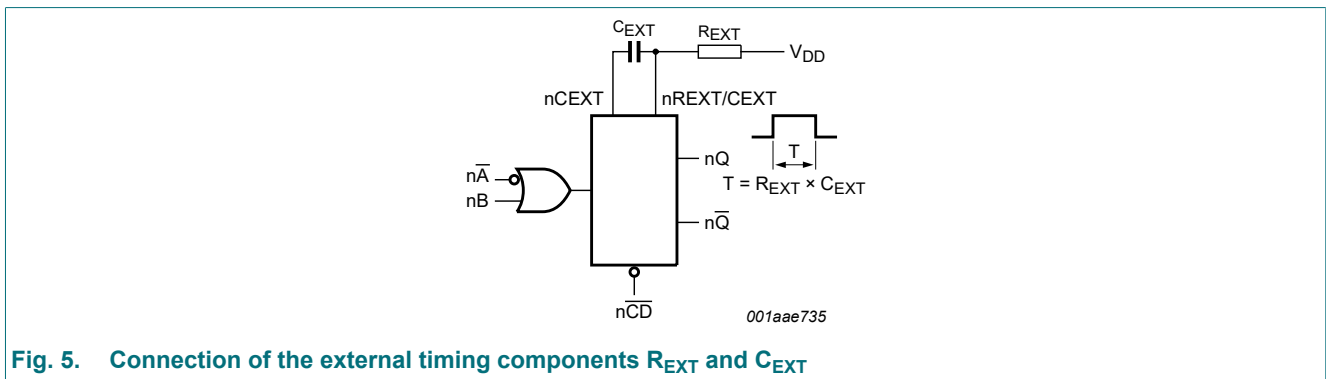 CEXT REXT
VDD
nCEXT nREXT/CEXT
nA̅ nQ T
nB T = REXT × CEXT
nQ̅
nC̅D̅
001aae735
Fig. 5. Connection of the external timing components REXT and CEXT